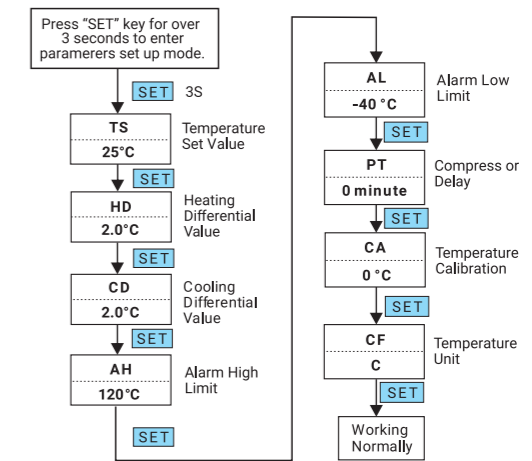 Press “SET” key for over
3 seconds to enter
paramerers set up mode.
SET 3S
TS
25°C
Temperature
Set Value
SET
HD
2.0°C
Heating
Differential
Value
SET
CD
2.0°C
Cooling
Differential
Value
SET
AH
120°C
Alarm High
Limit
SET
AL
-40 °C
Alarm Low
Limit
SET
PT
0 minute
Compress or
Delay
SET
CA
0 °C
Temperature
Calibration
SET
CF
C
Temperature
Unit
SET
Working
Normally